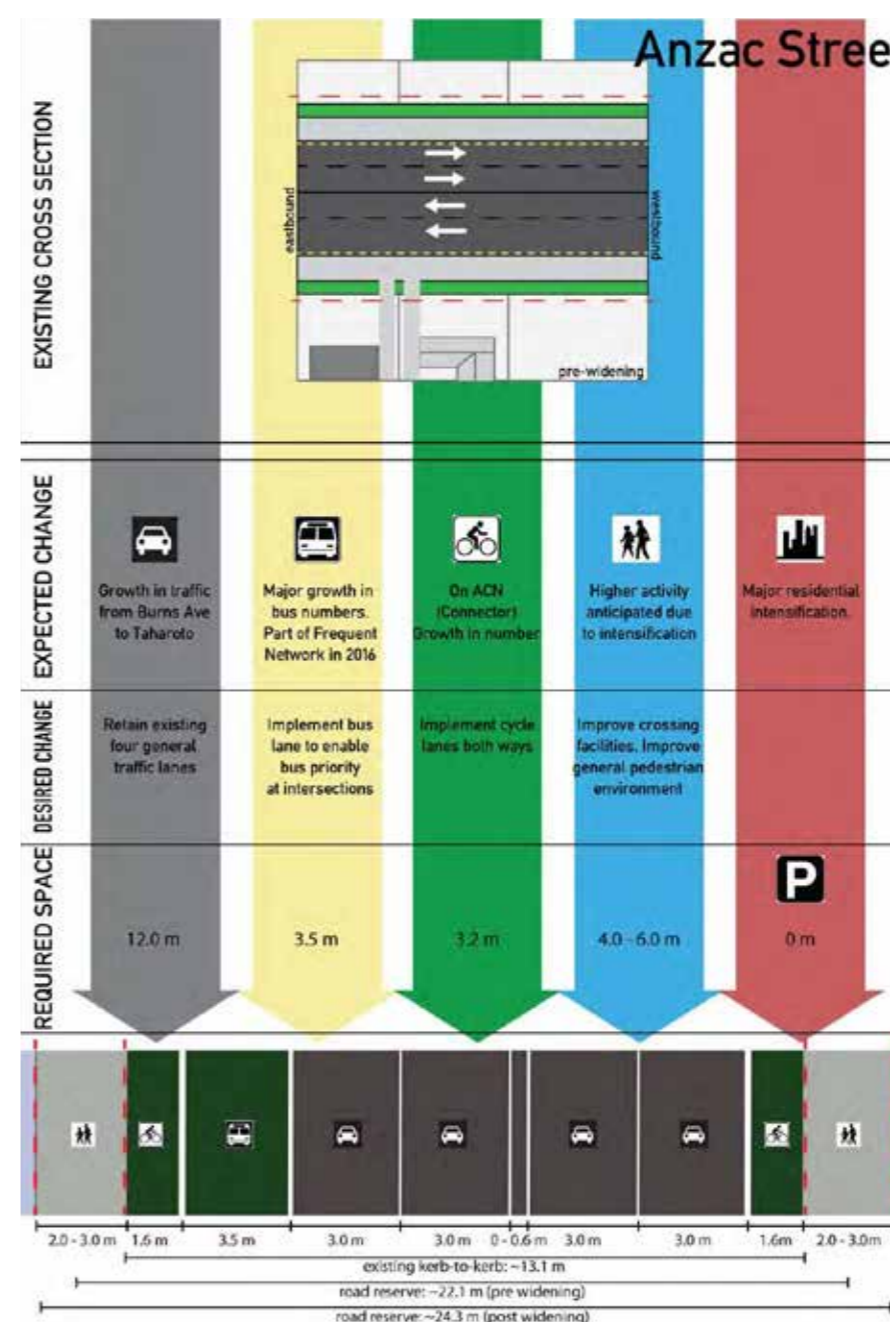 Anzac Stree
EXISTING CROSS SECTION
eastbound
westbound
pre-widening
EXPECTED CHANGE
Growth in traffic
from Burns Ave
to Taharoto
Major growth in
bus numbers.
Part of Frequent
Network in 2016
On ACN
(Connector)
Growth in number
Higher activity
anticipated due
to intensification
Major residential
intensification.
DESIRED CHANGE
Retain existing
four general
traffic lanes
Implement bus
lane to enable
bus priority
at intersections
Implement cycle
lanes both ways
Improve crossing
facilities. Improve
general pedestrian
environment
REQUIRED SPACE
P
12.0 m
3.5 m
3.2 m
4.0 - 6.0 m
0 m
2.0 - 3.0 m 1.6 m 3.5 m 3.0 m 3.0 m 0 - 0.6 m 3.0 m 3.0 m 1.6m 2.0 - 3.0m
existing kerb-to-kerb: ~13.1 m
road reserve: ~22.1 m (pre widening)
road reserve: ~24.3 m (post widening)